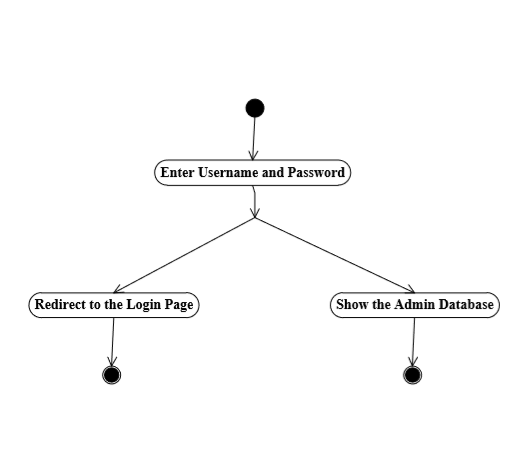 Enter Username and Password
Redirect to the Login Page
Show the Admin Database